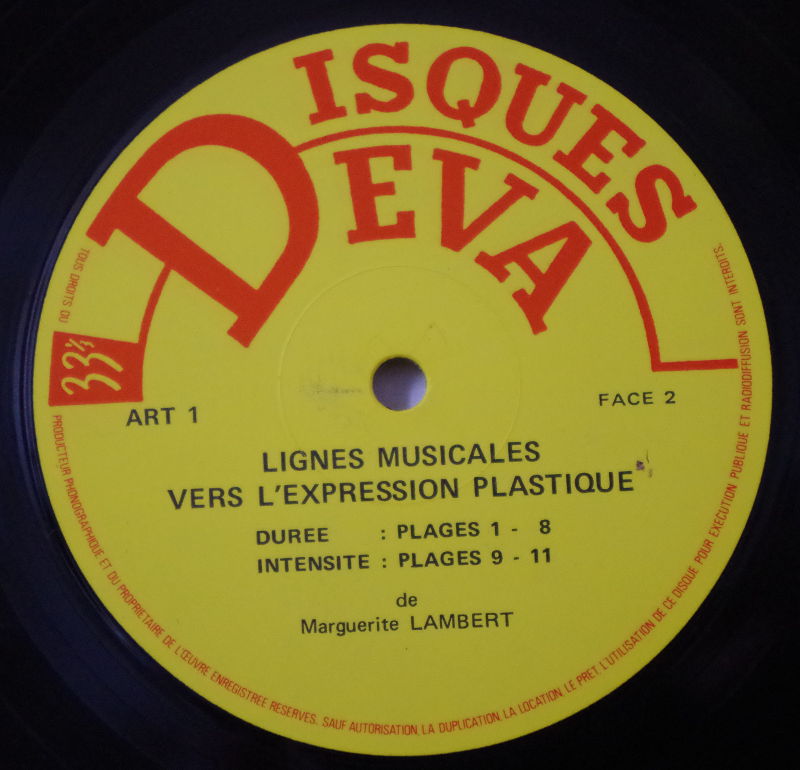 DISQUES
DEVA
33⅓
ART 1
FACE 2
LIGNES MUSICALES
VERS L'EXPRESSION PLASTIQUE
DUREE : PLAGES 1 - 8
INTENSITE : PLAGES 9 - 11
de
Marguerite LAMBERT
TOUS DROITS DU PRODUCTEUR PHONOGRAPHIQUE ET DU PROPRIETAIRE DE L'ŒUVRE ENREGISTREE RESERVES. SAUF AUTORISATION, LA DUPLICATION, LA LOCATION, LE PRET, L'UTILISATION DE CE DISQUE POUR EXECUTION PUBLIQUE ET RADIODIFFUSION SONT INTERDITS.